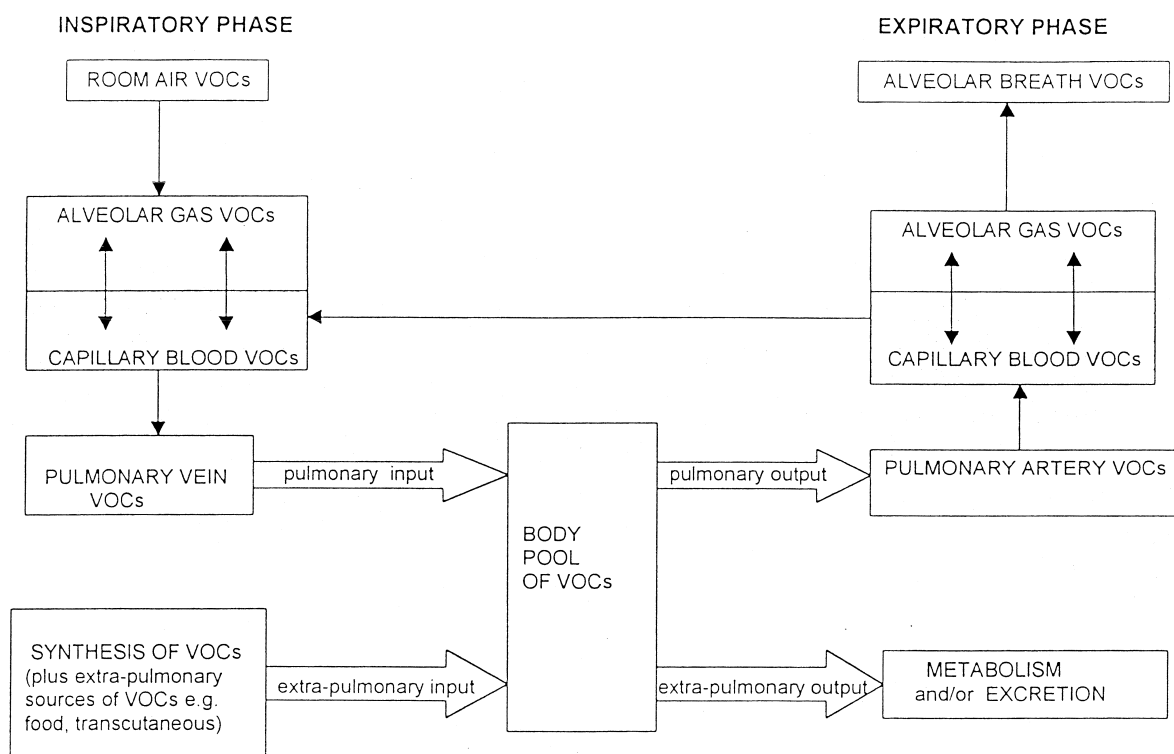 INSPIRATORY PHASE
EXPIRATORY PHASE
ROOM AIR VOCs
ALVEOLAR BREATH VOCs
ALVEOLAR GAS VOCs
ALVEOLAR GAS VOCs
CAPILLARY BLOOD VOCs
CAPILLARY BLOOD VOCs
PULMONARY VEIN
VOCs
pulmonary input
pulmonary output
PULMONARY ARTERY VOCs
BODY
POOL
OF VOCs
SYNTHESIS OF VOCs
(plus extra-pulmonary
sources of VOCs e.g.
food, transcutaneous)
extra-pulmonary input
extra-pulmonary output
METABOLISM
and/or EXCRETION